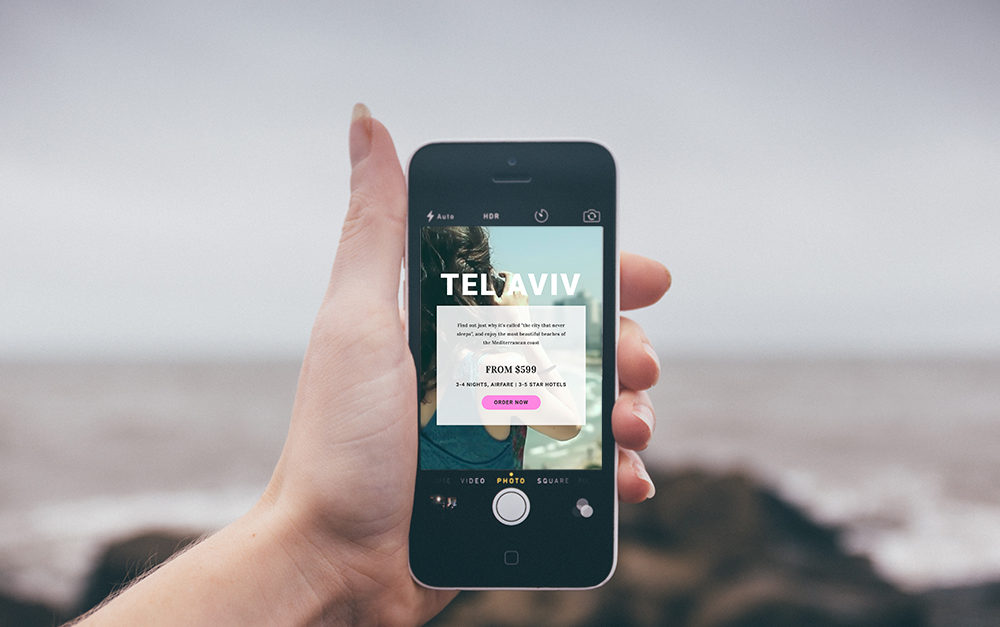 Auto HDR
TEL AVIV
Find out just why it's called "the city that never
sleeps", and enjoy the most beautiful beaches of
the Mediterranean coast
FROM $599
3-4 NIGHTS, AIRFARE | 3-5 STAR HOTELS
ORDER NOW
VIDEO PHOTO SQUARE